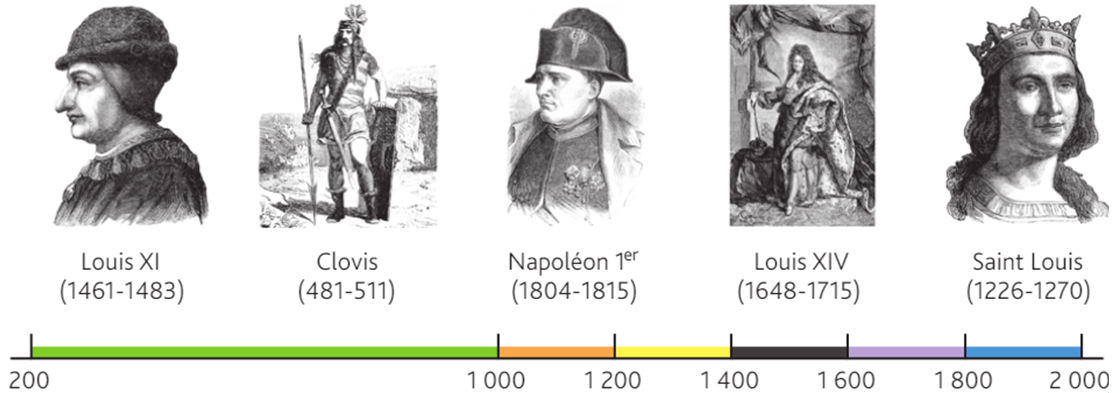 Louis XI
(1461-1483)
Clovis
(481-511)
Napoléon 1er
(1804-1815)
Louis XIV
(1648-1715)
Saint Louis
(1226-1270)
200 1 000 1 200 1 400 1 600 1 800 2 000